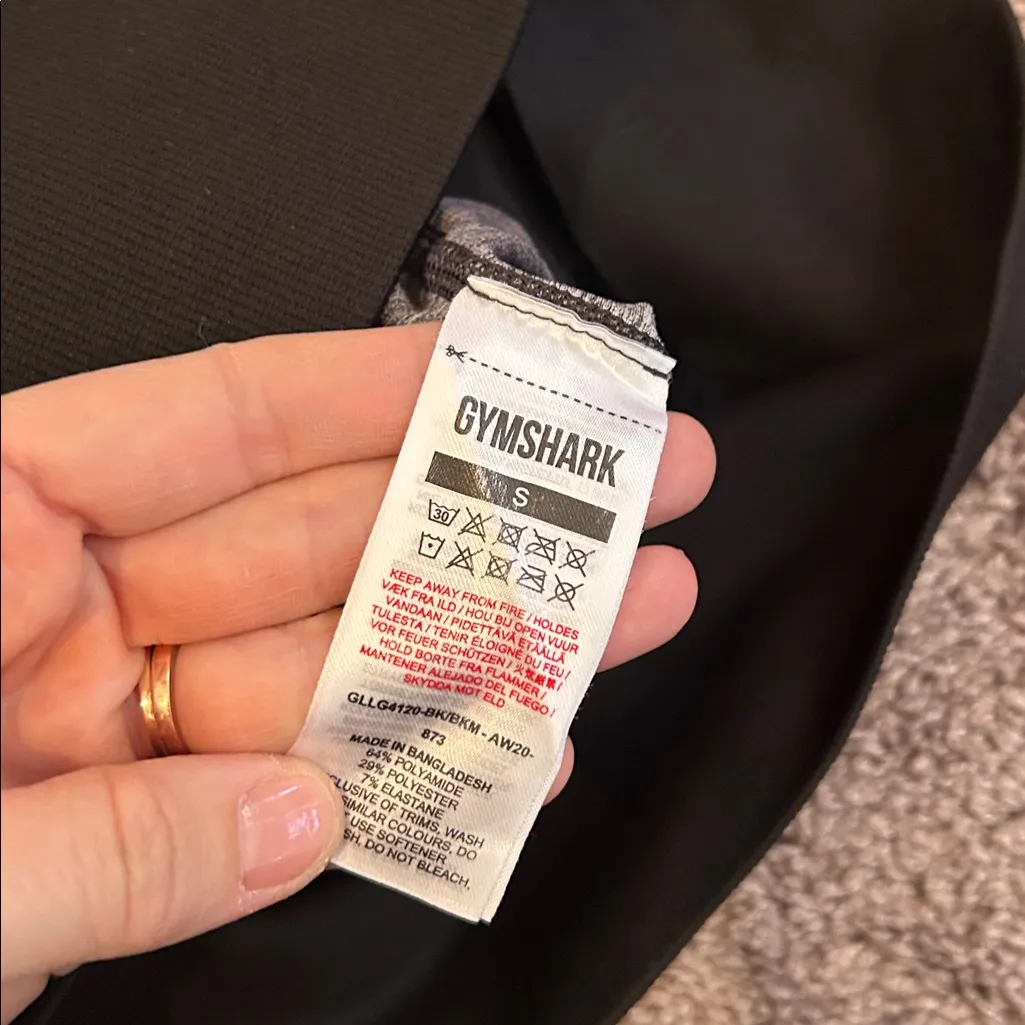 GYMSHARK
S
30
KEEP AWAY FROM FIRE / HOLDES
VÆK FRA ILD / HOU BIJ OPEN VUUR
VANDAAN / PIDETTÄVÄ ETÄÄLLÄ
TULESTA / TENIR ÉLOIGNÉ DU FEU /
VOR FEUER SCHÜTZEN / 火気厳禁 /
HOLD BORTE FRA FLAMMER /
MANTENER ALEJADO DEL FUEGO /
SKYDDA MOT ELD
GLLG4120-BK/BKM - AW20-
873
MADE IN BANGLADESH
64% POLYAMIDE
29% POLYESTER
7% ELASTANE
CLUSIVE OF TRIMS, WASH
SIMILAR COLOURS, DO
USE SOFTENER
SH, DO NOT BLEACH,